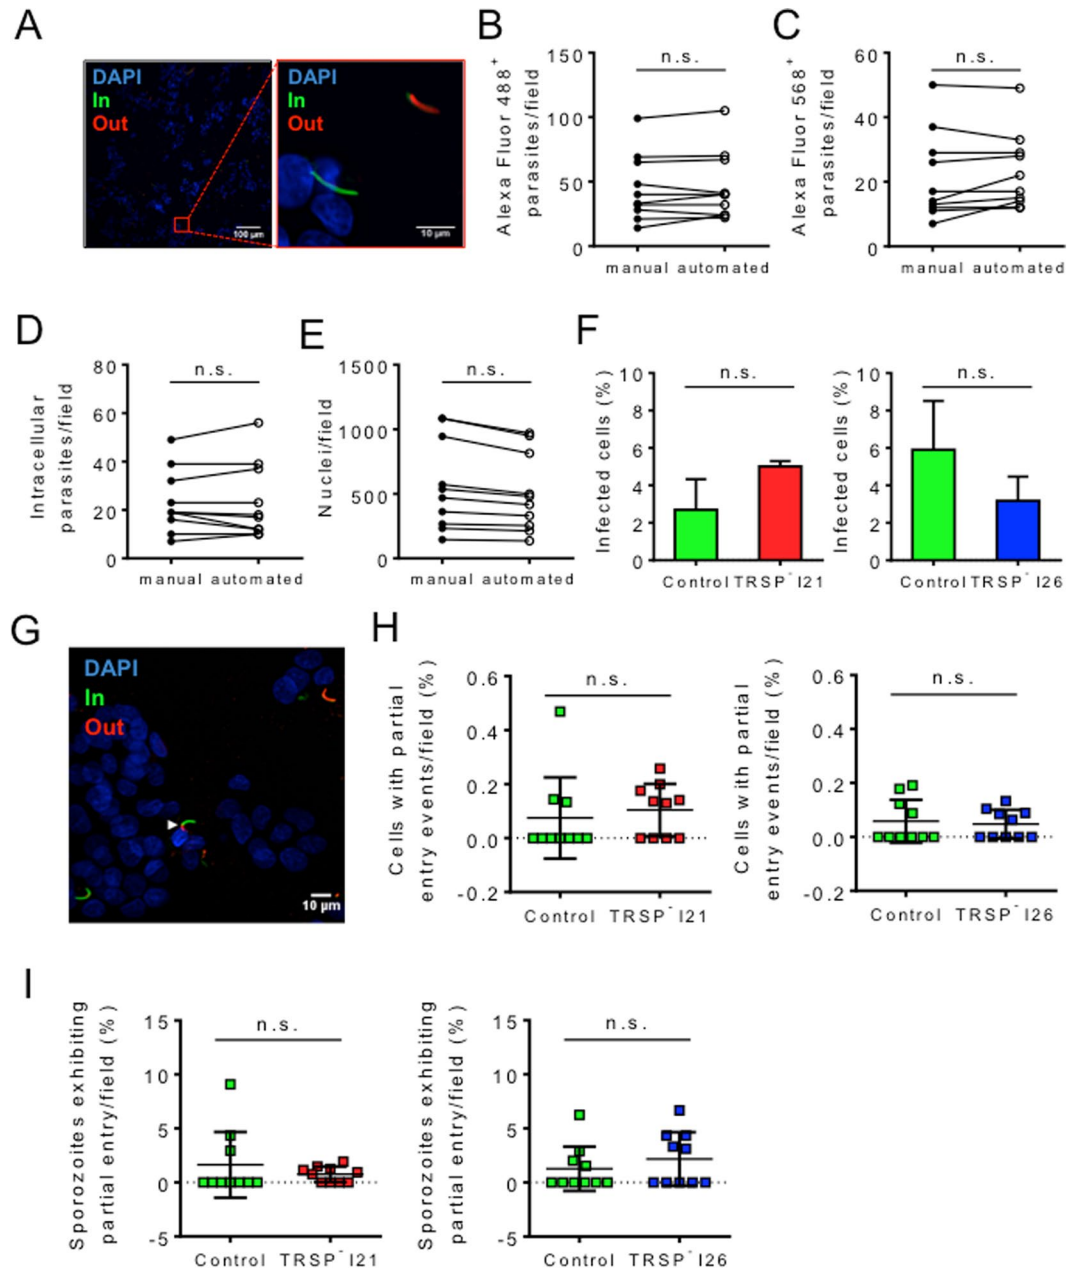 A
DAPI
In
Out
100 µm
DAPI
In
Out
10 µm
B
Alexa Fluor 488+
parasites/field
150
100
50
0
n.s.
manual automated
C
Alexa Fluor 568+
parasites/field
60
40
20
0
n.s.
manual automated
D
Intracellular
parasites/field
80
60
40
20
0
n.s.
manual automated
E
Nuclei/field
1500
1000
500
0
n.s.
manual automated
F
Infected cells (%)
10
8
6
4
2
0
n.s.
Control TRSP- I21
Infected cells (%)
10
8
6
4
2
0
n.s.
Control TRSP- I26
G
DAPI
In
Out
10 µm
H
Cells with partial
entry events/field (%)
0.6
0.4
0.2
0.0
-0.2
n.s.
Control TRSP- I21
Cells with partial
entry events/field (%)
0.6
0.4
0.2
0.0
-0.2
n.s.
Control TRSP- I26
I
Sporozoites exhibiting
partial entry/field (%)
15
10
5
0
-5
n.s.
Control TRSP- I21
Sporozoites exhibiting
partial entry/field (%)
15
10
5
0
-5
n.s.
Control TRSP- I26